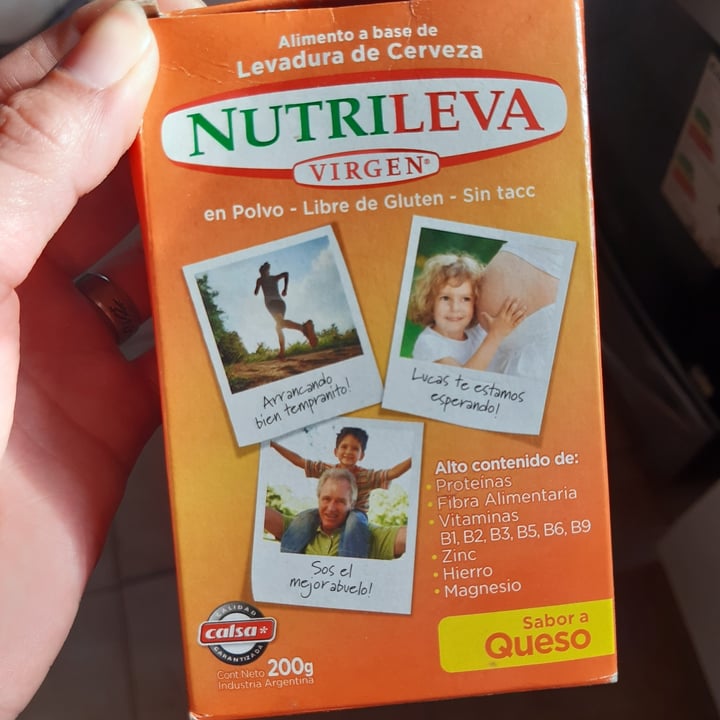 Alimento a base de
Levadura de Cerveza
NUTRILEVA
VIRGEN®
en Polvo - Libre de Gluten - Sin tacc
Arrancando
bien tempranito!
Lucas te estamos
esperando!
Sos el
mejor abuelo!
Alto contenido de:
• Proteínas
• Fibra Alimentaria
• Vitaminas
B1, B2, B3, B5, B6, B9
• Zinc
• Hierro
• Magnesio
CALIDAD
calsa*
GARANTIZADA
Cont. Neto 200g
Industria Argentina
Sabor a
Queso